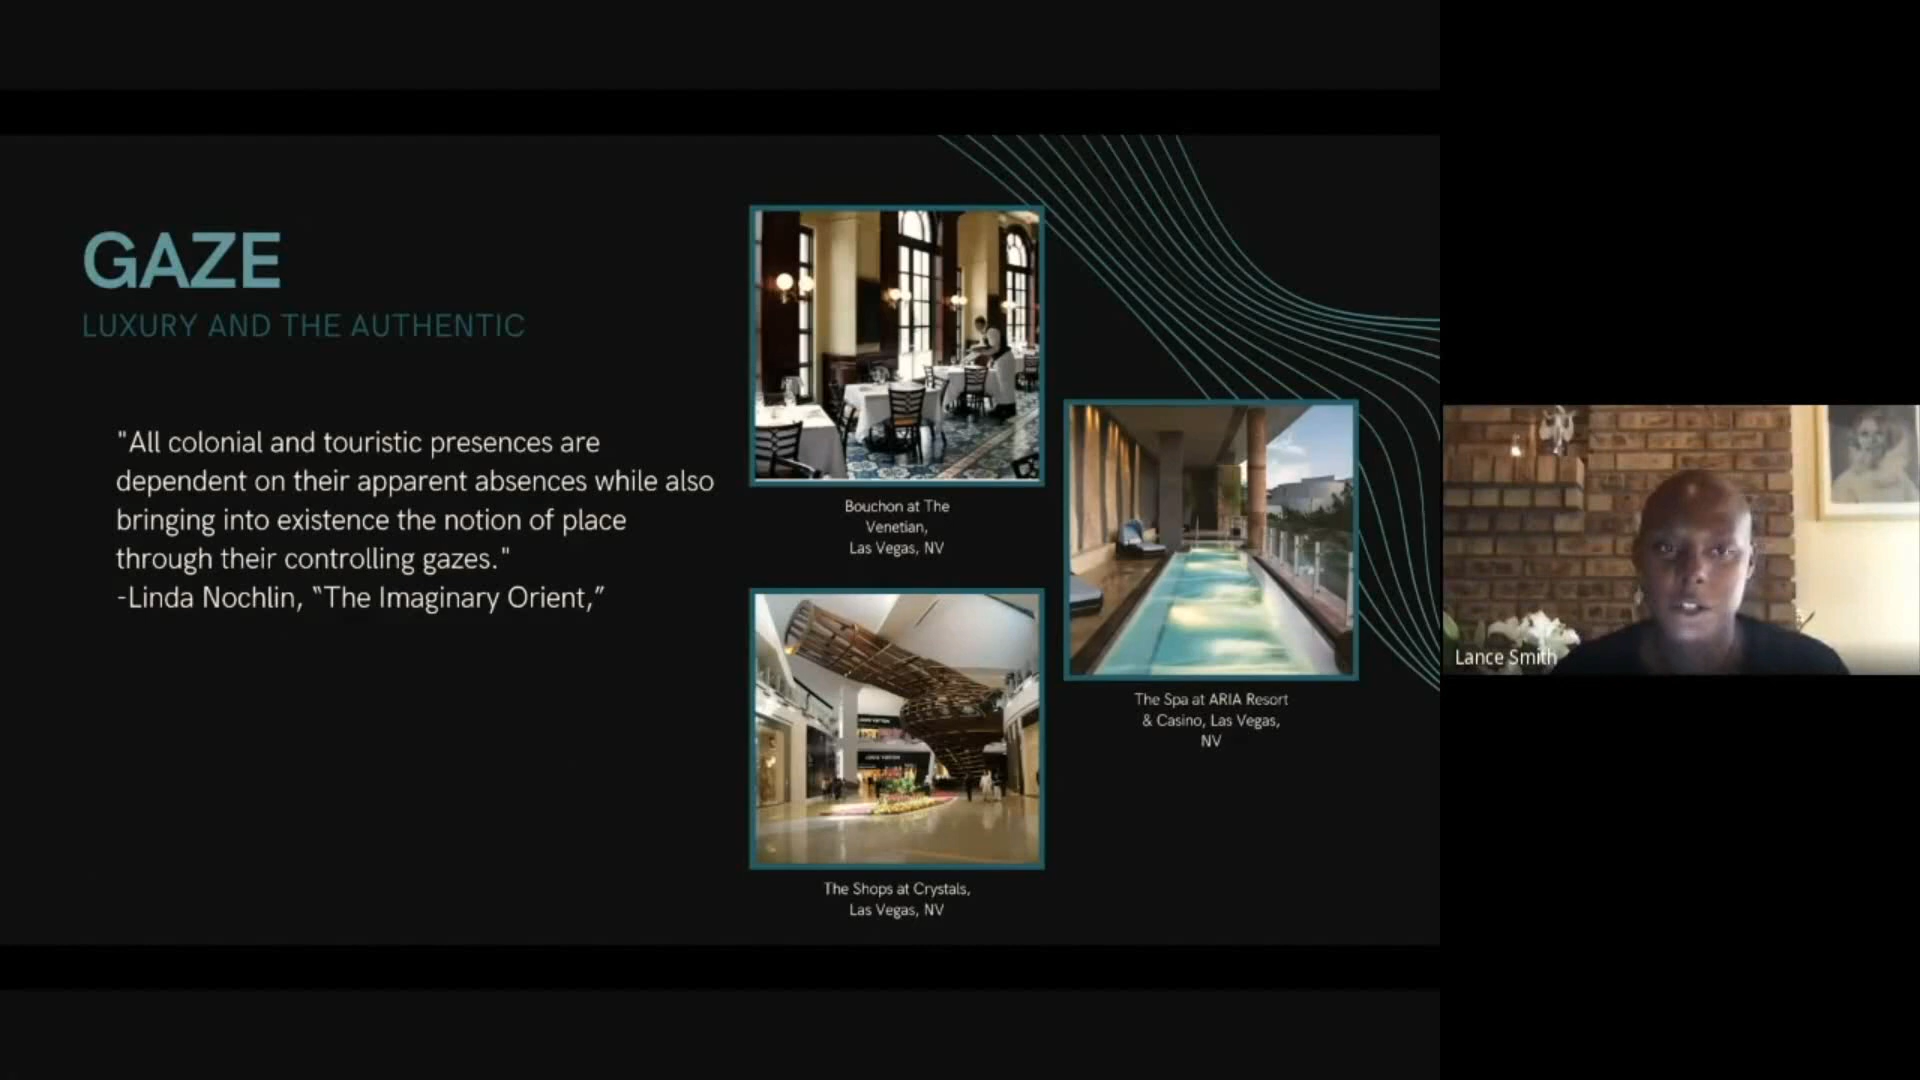 GAZE
LUXURY AND THE AUTHENTIC
"All colonial and touristic presences are
dependent on their apparent absences while also
bringing into existence the notion of place
through their controlling gazes."
-Linda Nochlin, “The Imaginary Orient,”
Bouchon at The
Venetian,
Las Vegas, NV
The Spa at ARIA Resort
& Casino, Las Vegas,
NV
The Shops at Crystals,
Las Vegas, NV
Lance Smith